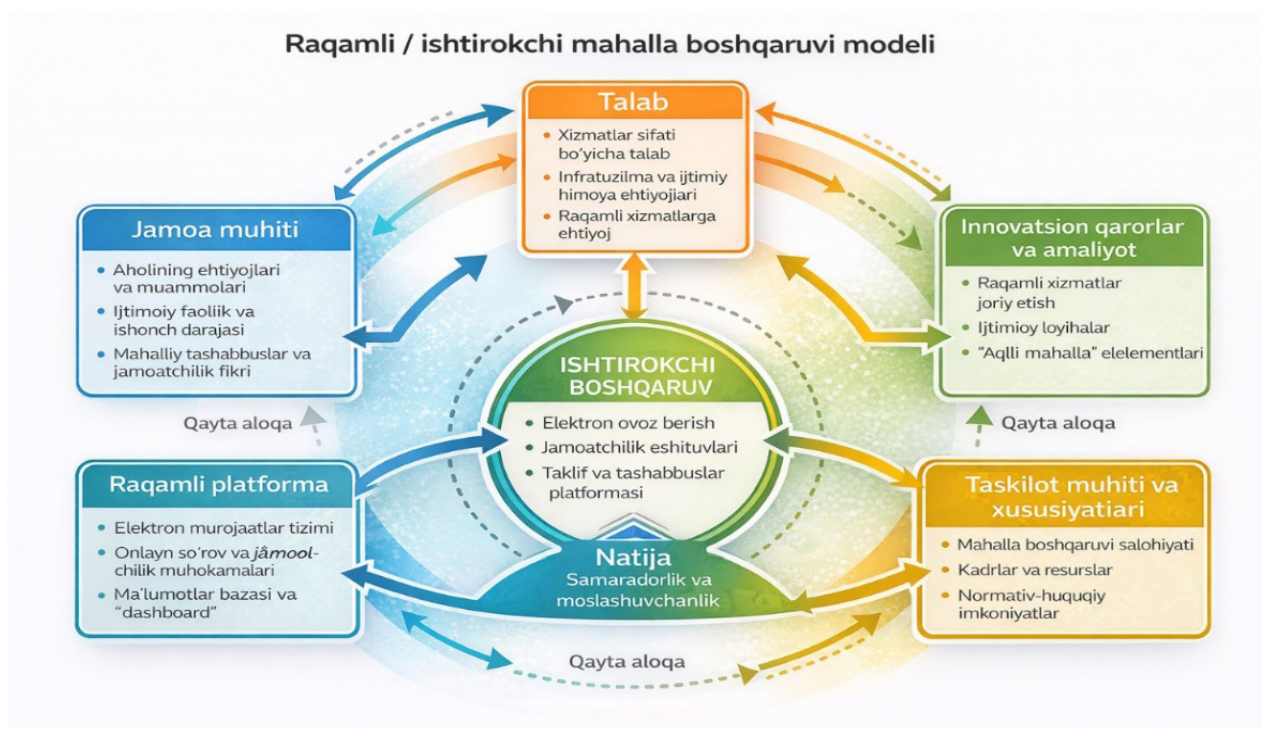 Raqamli / ishtirokchi mahalla boshqaruvi modeli
Talab
• Xizmatlar sifati
bo‘yicha talab
• Infratuzilma va ijtimiy
himoya ehtiyojiari
• Raqamli xizmatlarga
ehtiyoj
Jamoa muhiti
• Aholining ehtiyojlari
va muammolari
• Ijtimoiy faoliik va
ishonch darajasi
• Mahalliy tashabbuslar va
jamoatchilik fikri
Innovatsion qarorlar
va amaliyot
• Raqamli xizmatlar
joriy etish
• Ijtimioy loyihalar
• “Aqlli mahalla” elelementlari
ISHTIROKCHI
BOSHQARUV
• Elektron ovoz berish
• Jamoatchilik eshituvlari
• Taklif va tashabbuslar
platformasi
Qayta aloqa
Qayta aloqa
Raqamli platforma
• Elektron murojaatlar tizimi
• Onlayn so‘rov va jâmool-
chilik muhokamalari
• Ma’lumotlar bazasi va
“dashboard”
Natija
Samaradorlik va
moslashuvchanlik
Taskilot muhiti va
xususiyatiari
• Mahalla boshqaruvi salohiyati
• Kadrlar va resurslar
• Normativ-huquqiy
imkoniyatlar
Qayta aloqa